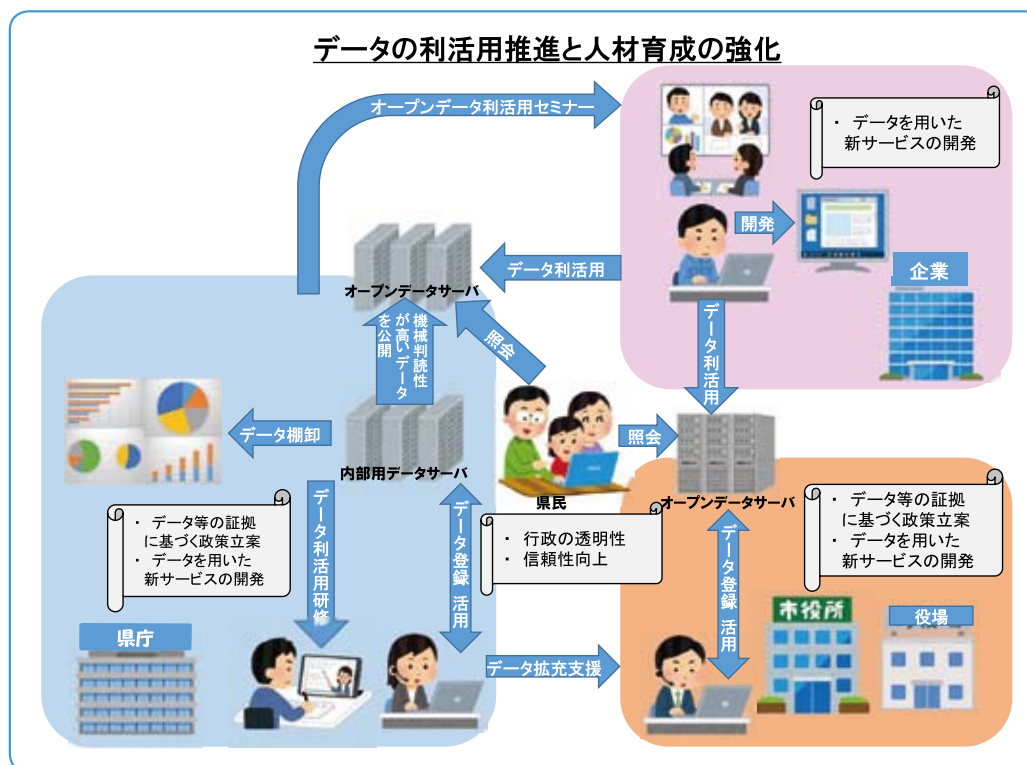 データの利活用推進と人材育成の強化
オープンデータ利活用セミナー
・ データを用いた
新サービスの開発
開発
企業
データ利活用
データ利活用
オープンデータサーバ
機械判読性
が高いデータ
を公開
照会
データ棚卸
内部用データサーバ
照会
県民
オープンデータサーバ
・ データ等の証拠
に基づく政策立案
・ データを用いた
新サービスの開発
データ利活用研修
データ登録 活用
・ 行政の透明性
・ 信頼性向上
データ登録 活用
・ データ等の証拠
に基づく政策立案
・ データを用いた
新サービスの開発
県庁
データ拡充支援
市役所
役場